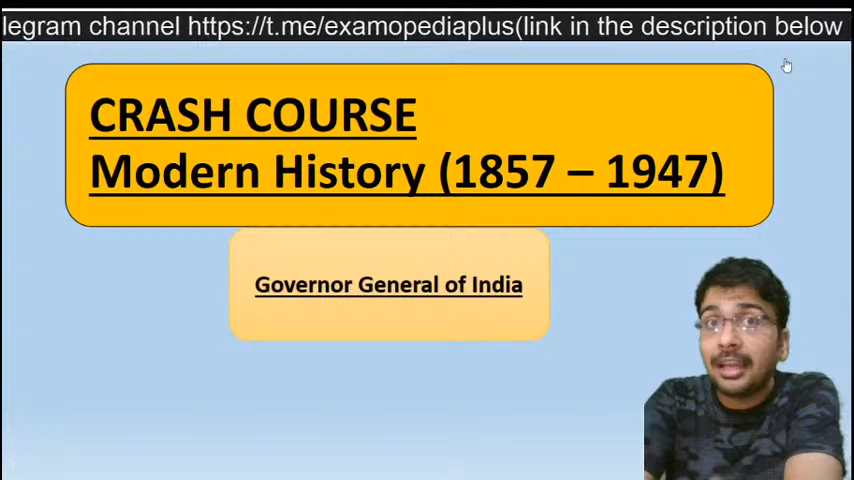 legram channel https://t.me/examopediaplus(link in the description below
CRASH COURSE
Modern History (1857 – 1947)
Governor General of India